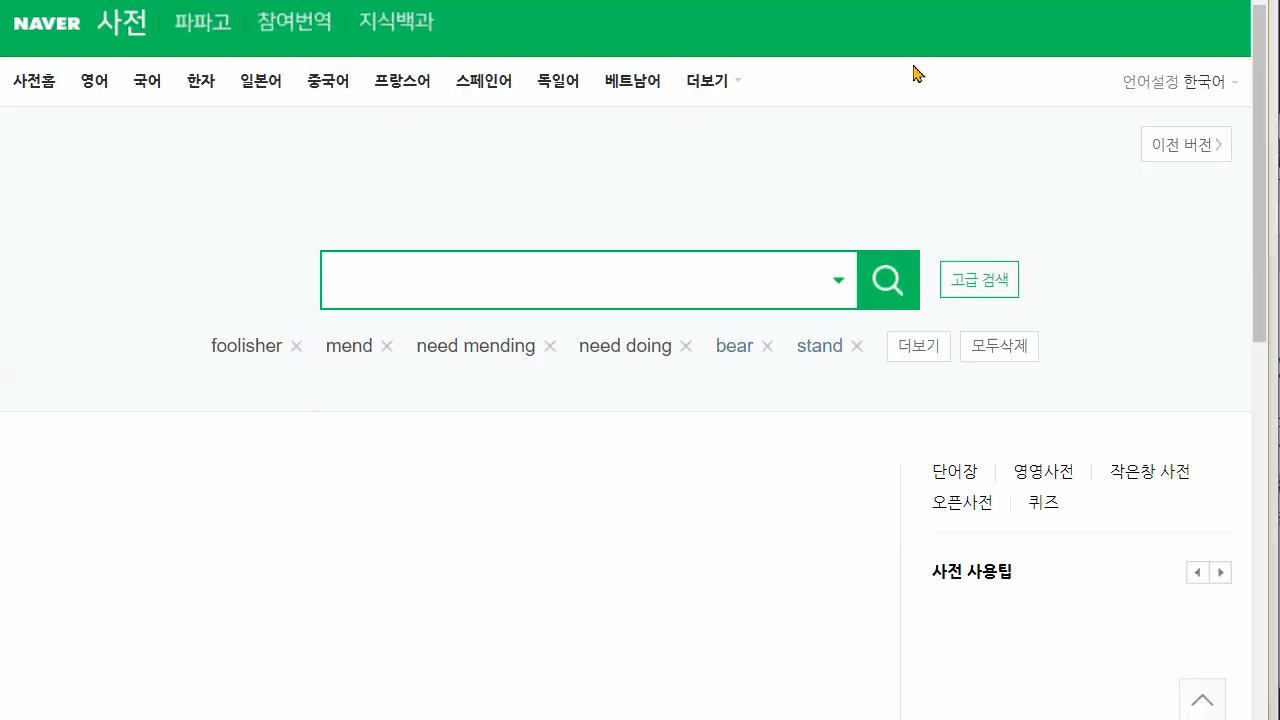 NAVER 사전 파파고 참여번역 지식백과
사전홈 영어 국어 한자 일본어 중국어 프랑스어 스페인어 독일어 베트남어 더보기 언어설정 한국어
이전 버전
고급 검색
foolisher mend need mending need doing bear stand 더보기 모두삭제
단어장 영영사전 작은창 사전
오픈사전 퀴즈
사전 사용팁